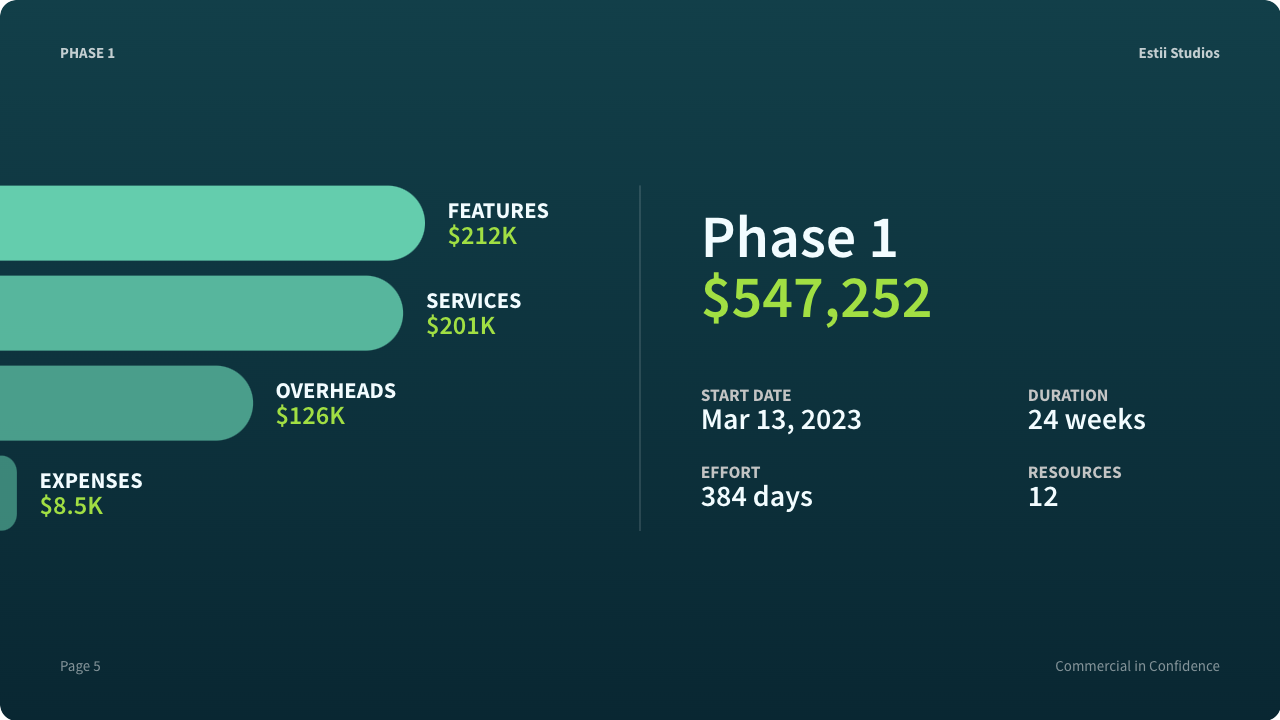 PHASE 1
Estii Studios
FEATURES
$212K
SERVICES
$201K
OVERHEADS
$126K
EXPENSES
$8.5K
Phase 1
$547,252
START DATE
Mar 13, 2023
DURATION
24 weeks
EFFORT
384 days
RESOURCES
12
Page 5
Commercial in Confidence